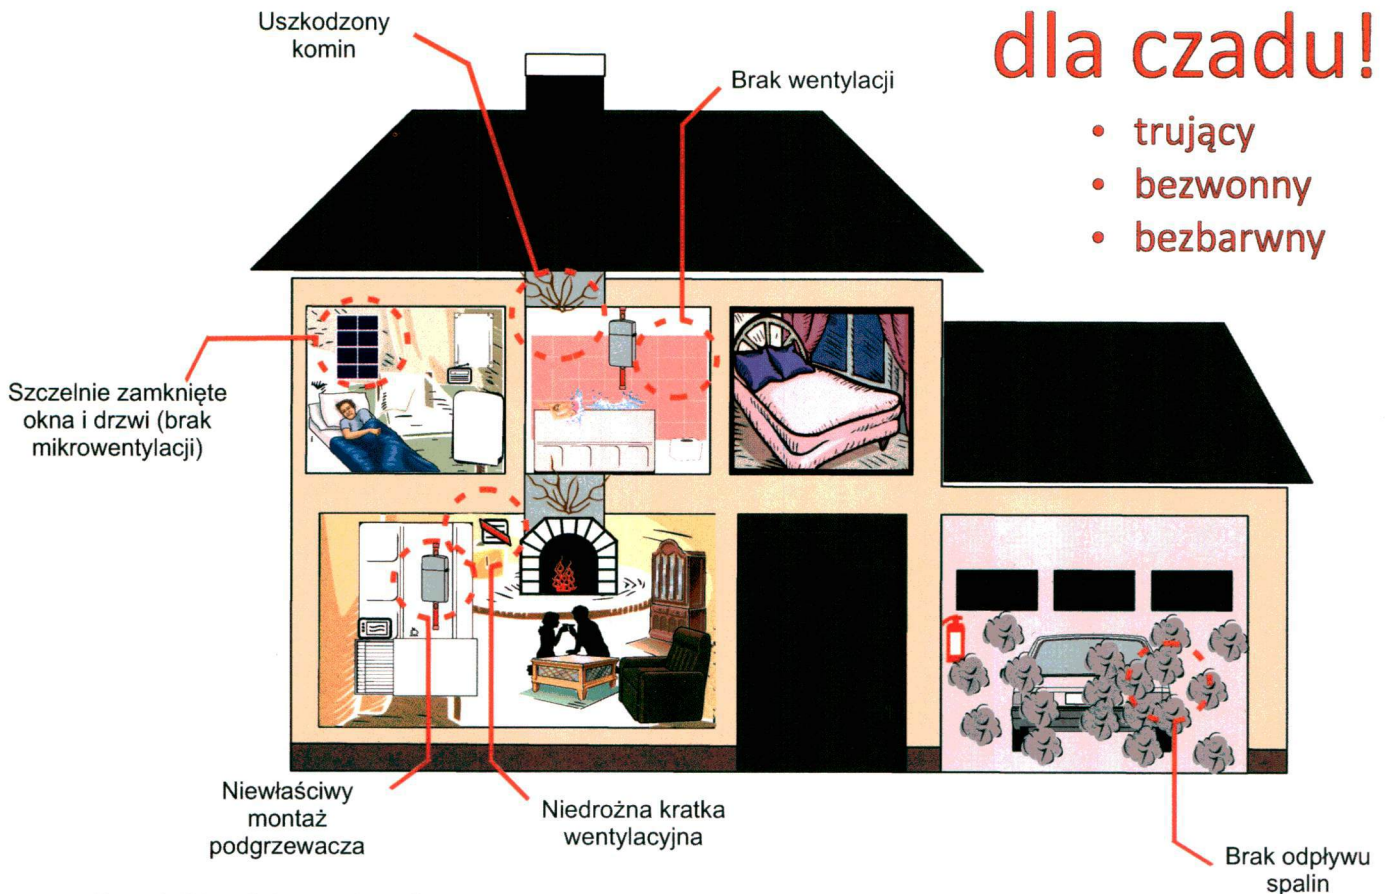 dla czadu!
• trujący
• bezwonny
• bezbarwny
Uszkodzony
komin
Brak wentylacji
Szczelnie zamknięte
okna i drzwi (brak
mikrowentylacji)
Niewłaściwy
montaż
podgrzewacza
Niedrożna kratka
wentylacyjna
Brak odpływu
spalin